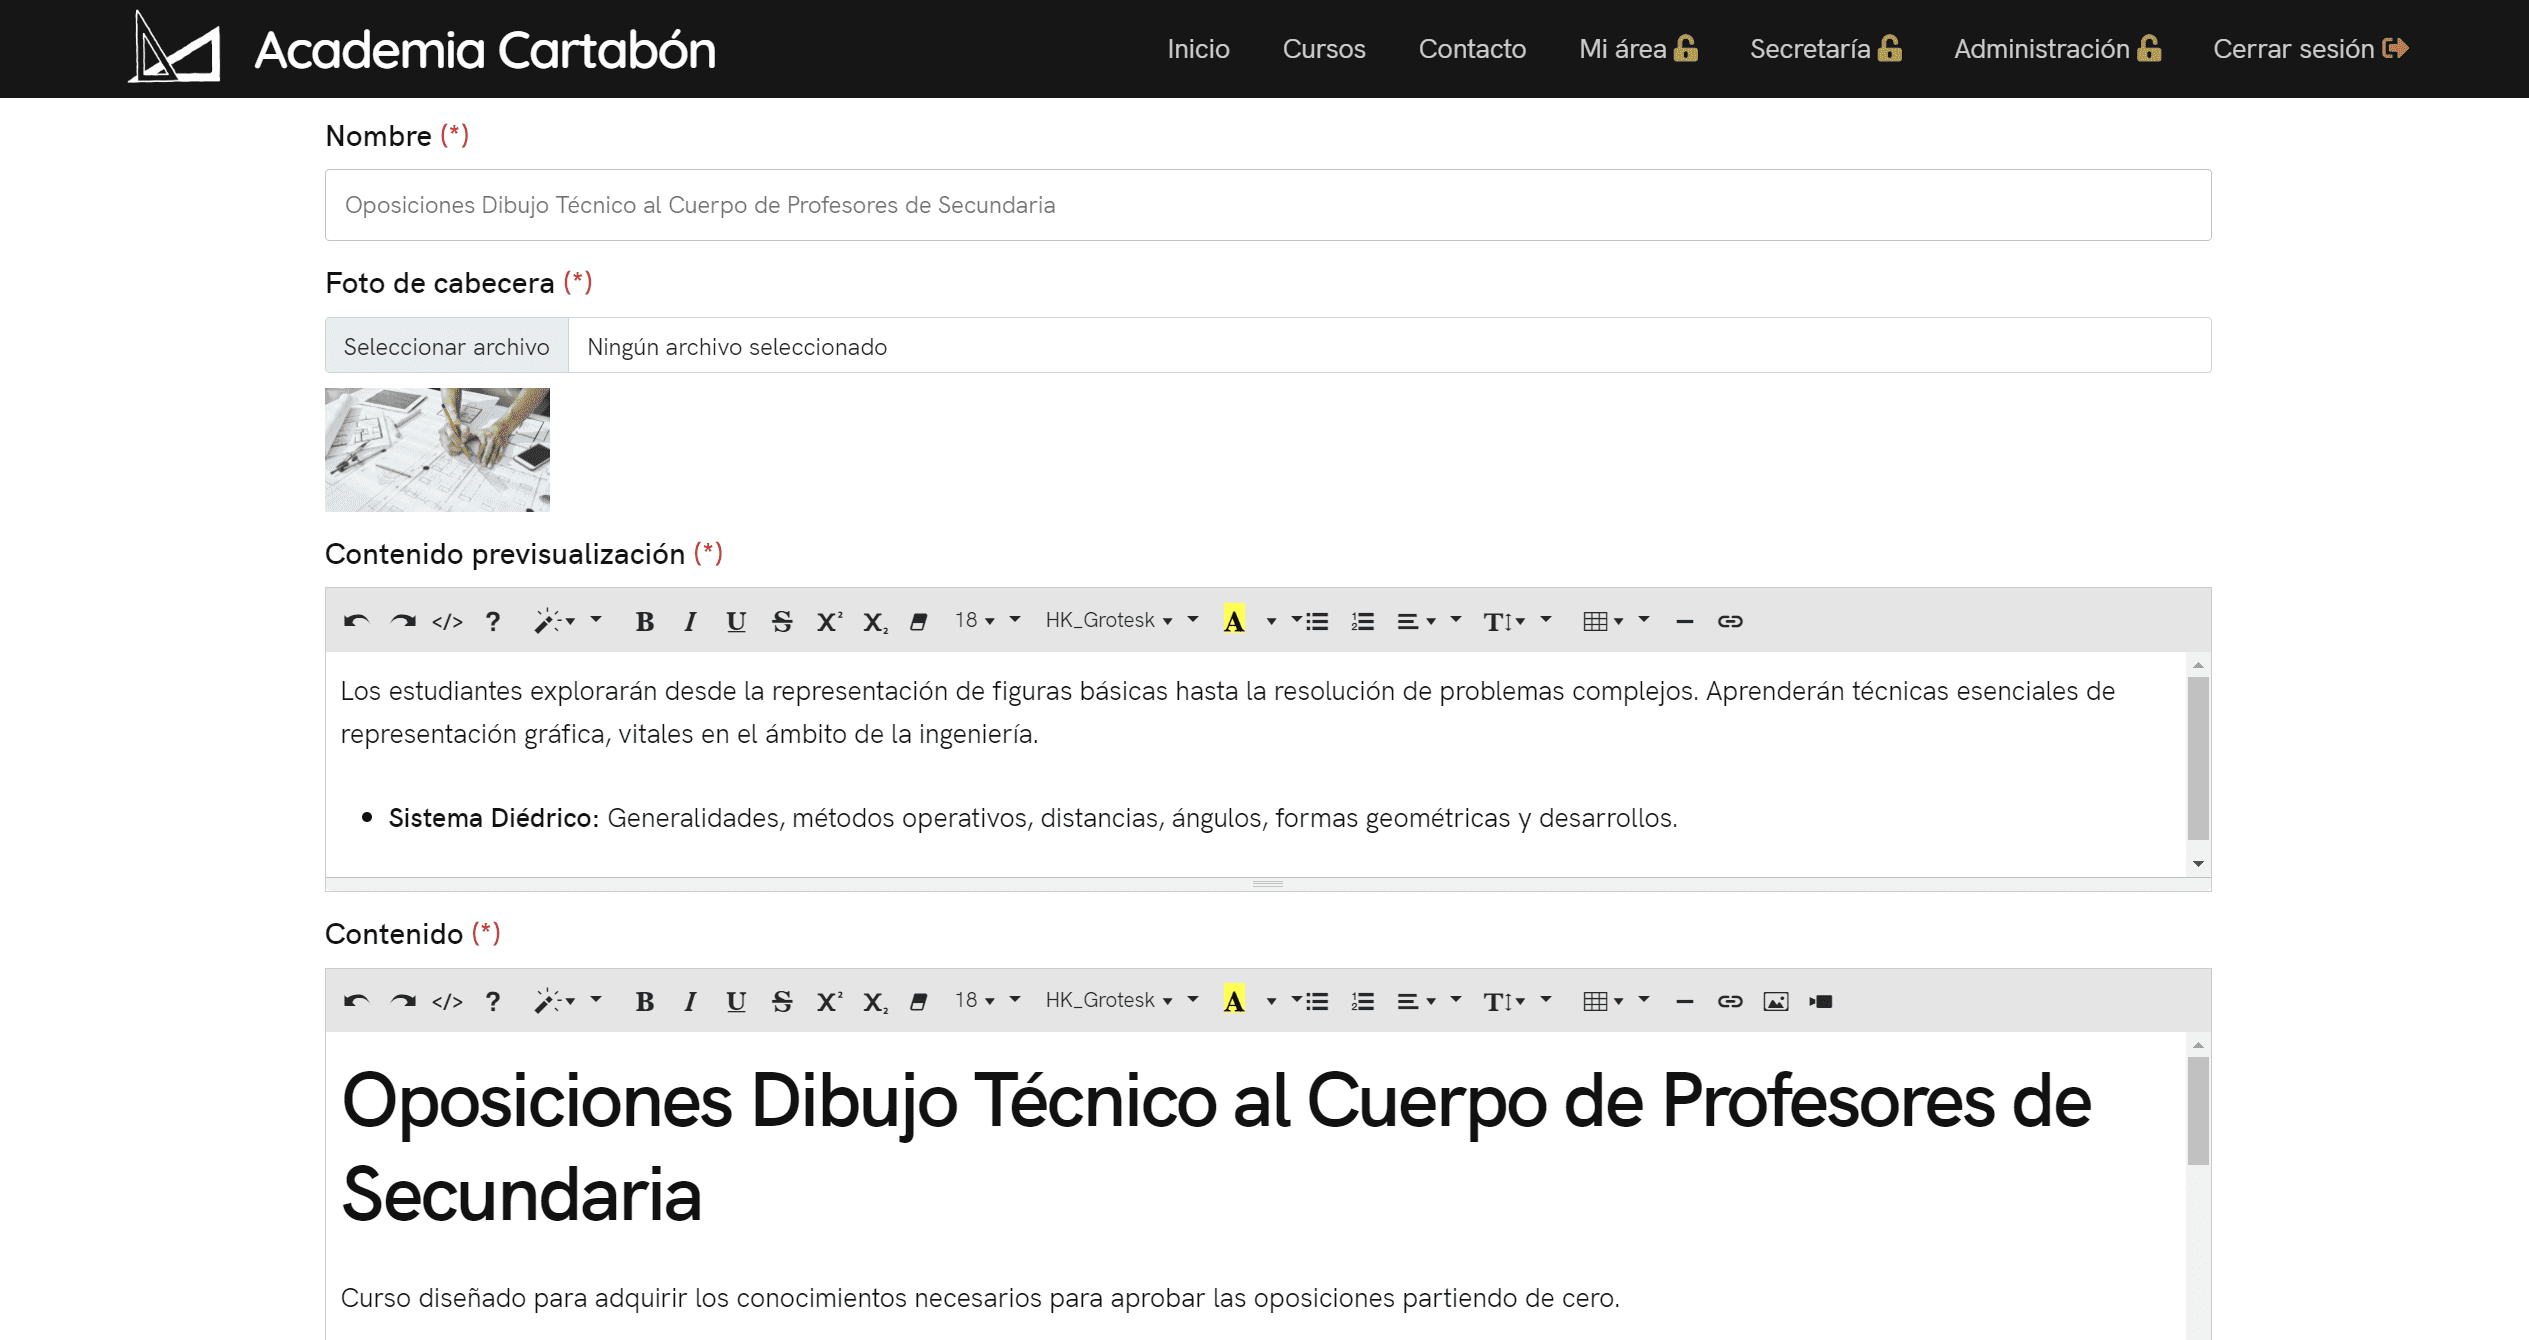 Academia Cartabón
Inicio Cursos Contacto Mi área Secretaría Administración Cerrar sesión
Nombre (*)
Oposiciones Dibujo Técnico al Cuerpo de Profesores de Secundaria
Foto de cabecera (*)
Seleccionar archivo Ningún archivo seleccionado
Contenido previsualización (*)
</> ? B I U S X² X₂ 18 HK_Grotesk A T
Los estudiantes explorarán desde la representación de figuras básicas hasta la resolución de problemas complejos. Aprenderán técnicas esenciales de
representación gráfica, vitales en el ámbito de la ingeniería.
• Sistema Diédrico: Generalidades, métodos operativos, distancias, ángulos, formas geométricas y desarrollos.
Contenido (*)
</> ? B I U S X² X₂ 18 HK_Grotesk A T
Oposiciones Dibujo Técnico al Cuerpo de Profesores de
Secundaria
Curso diseñado para adquirir los conocimientos necesarios para aprobar las oposiciones partiendo de cero.